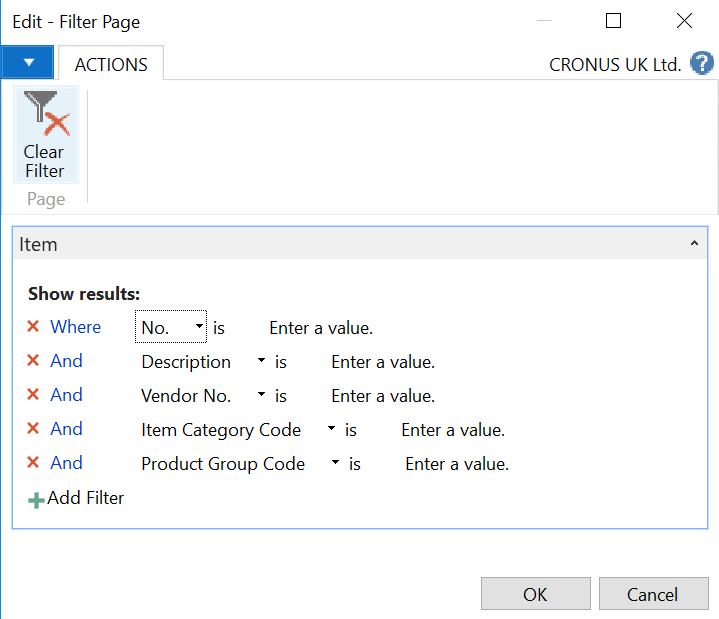 Edit - Filter Page
ACTIONS
CRONUS UK Ltd. ?
Clear
Filter
Page
Item
Show results:
Where No. is Enter a value.
And Description is Enter a value.
And Vendor No. is Enter a value.
And Item Category Code is Enter a value.
And Product Group Code is Enter a value.
Add Filter
OK Cancel